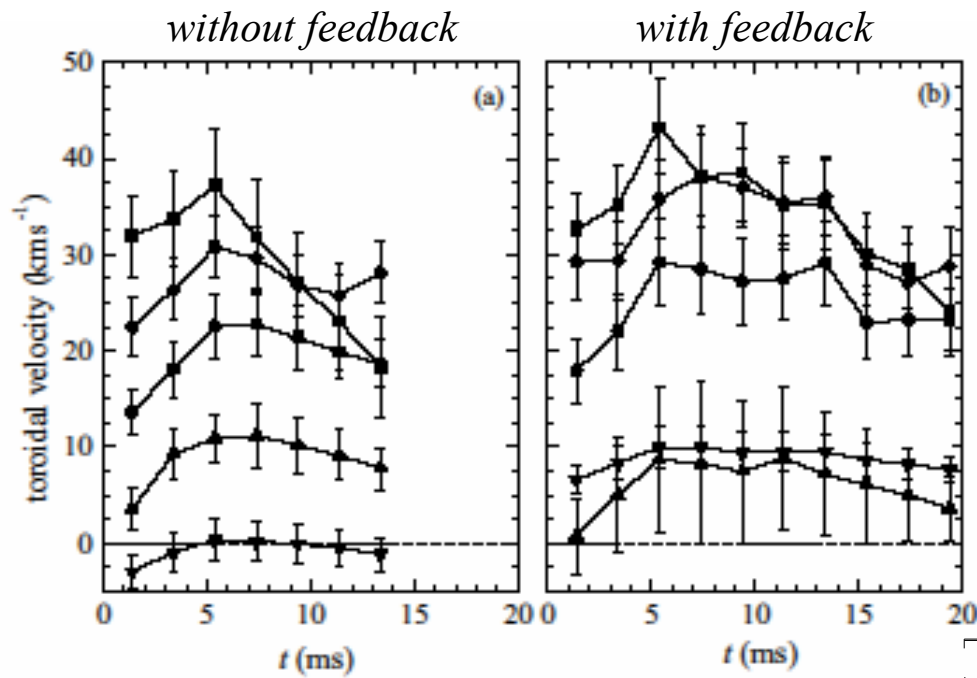 without feedback
with feedback
50
(a)
(b)
40
30
20
10
0
toroidal velocity (kms⁻¹)
0 5 10 15 20
0 5 10 15 20
t (ms)
t (ms)